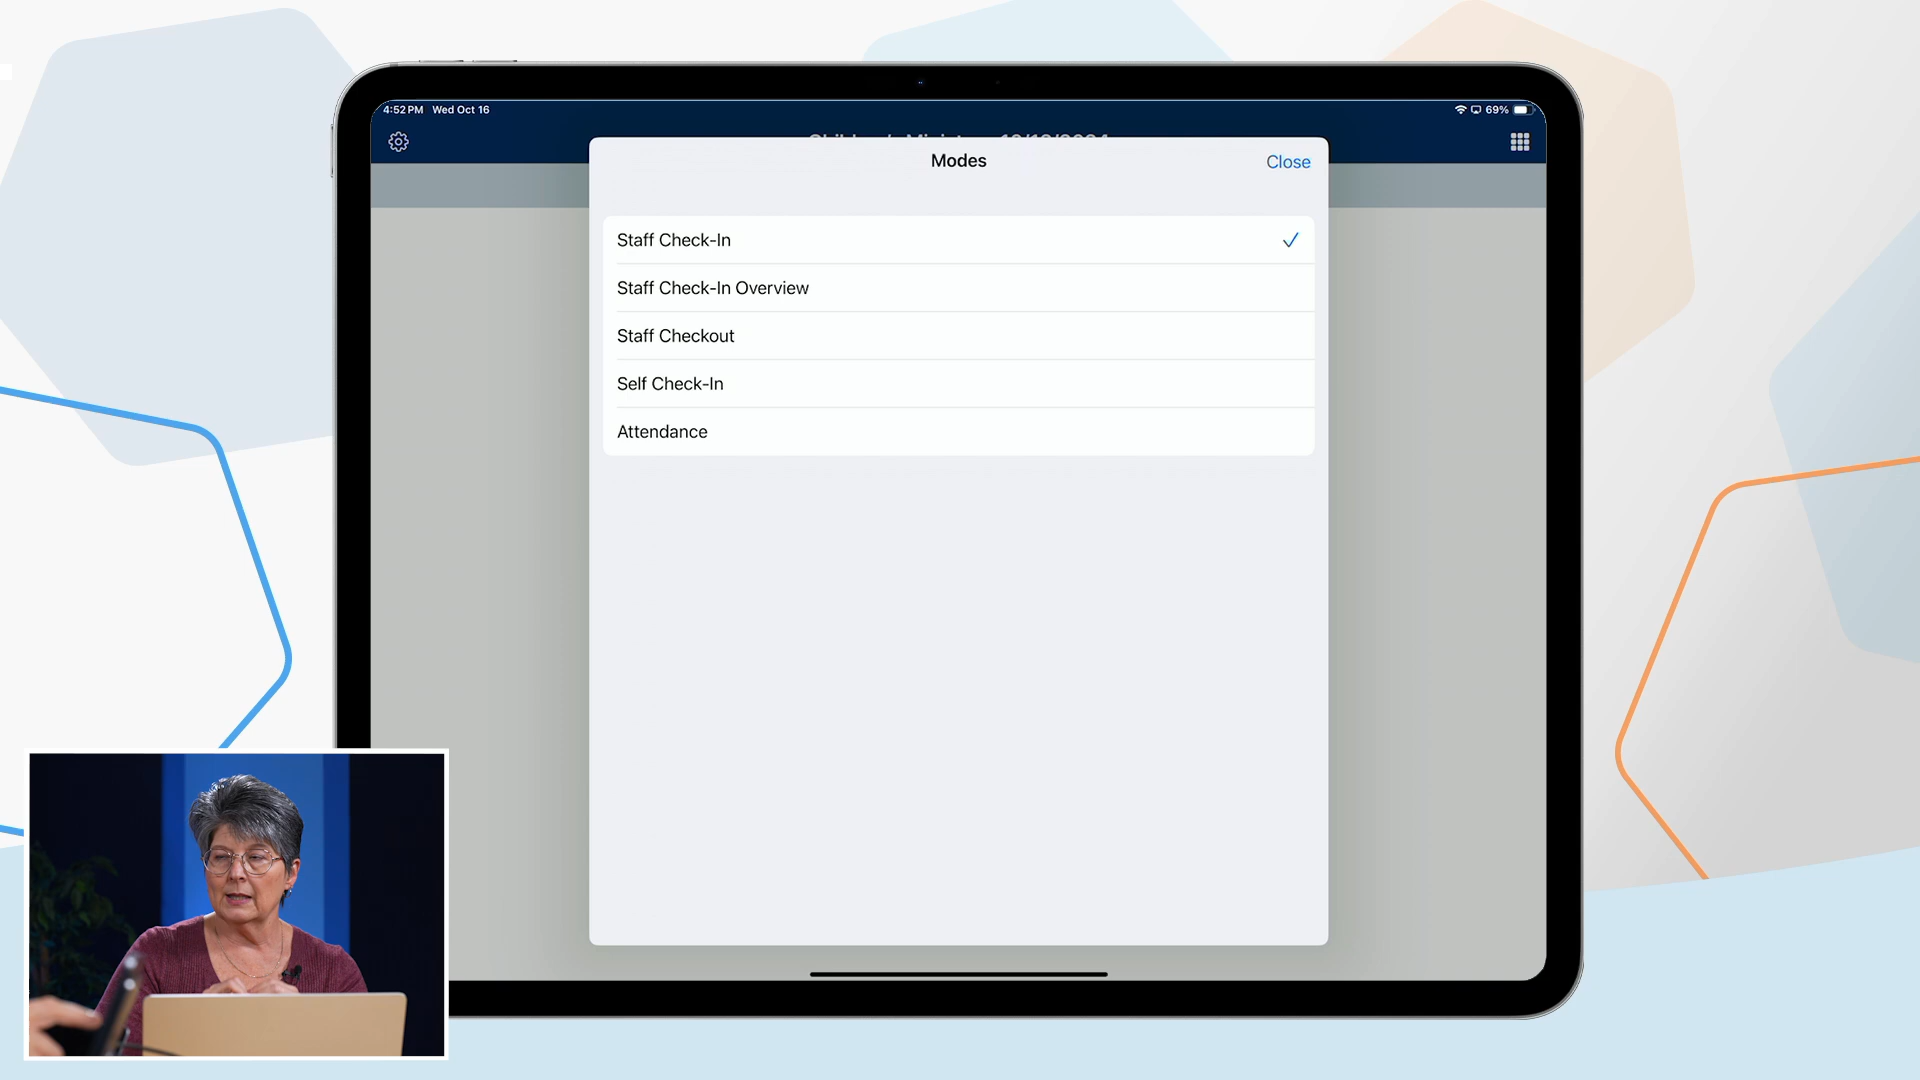 4:52 PM Wed Oct 16
69%
Modes
Close
Staff Check-In
Staff Check-In Overview
Staff Checkout
Self Check-In
Attendance